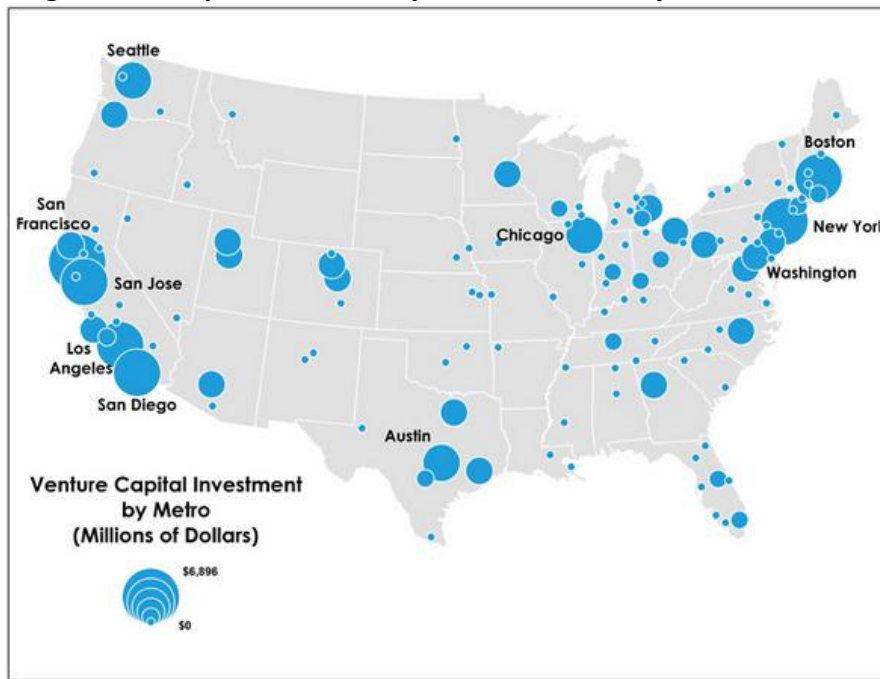 Seattle
Boston
San
Francisco
Chicago
New York
San Jose
Washington
Los
Angeles
San Diego
Austin
Venture Capital Investment
by Metro
(Millions of Dollars)
$6,896
$0